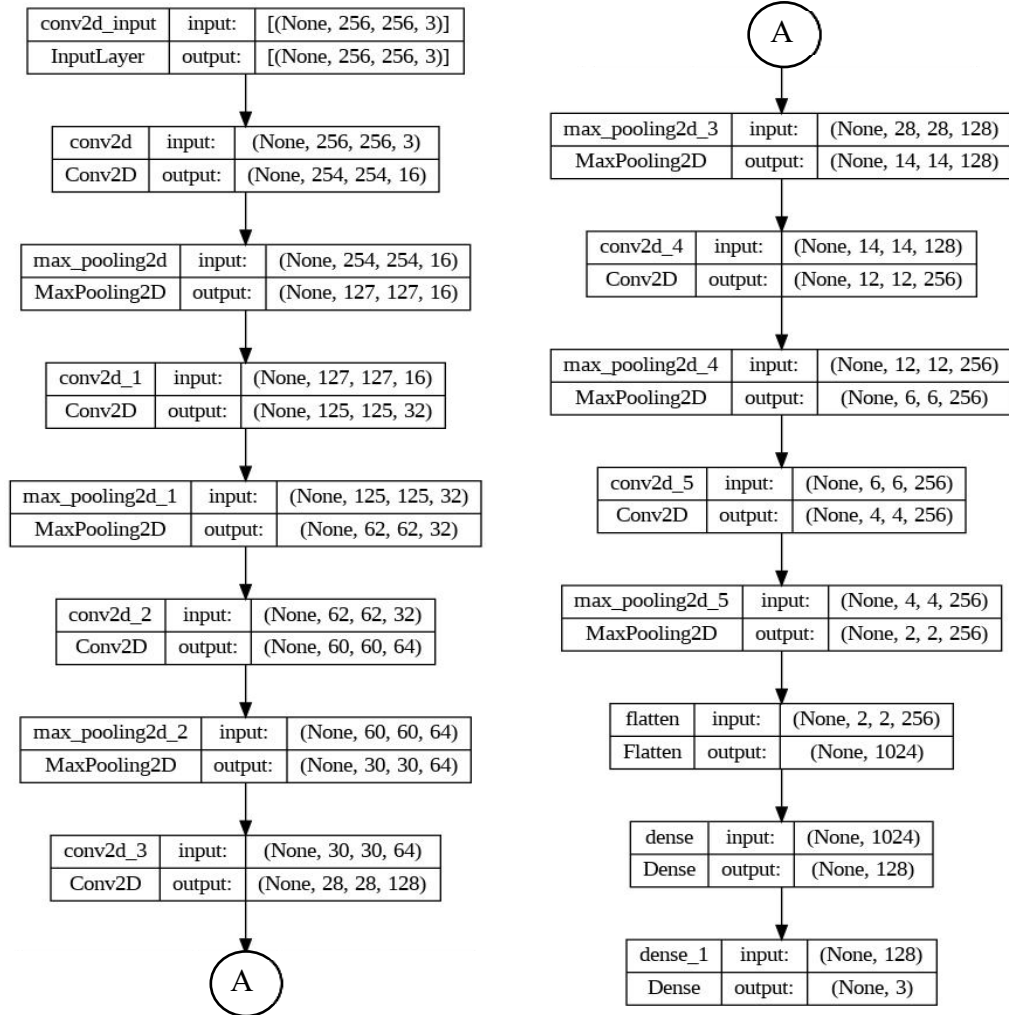 conv2d_input input: [(None, 256, 256, 3)]
InputLayer output: [(None, 256, 256, 3)]
conv2d input: (None, 256, 256, 3)
Conv2D output: (None, 254, 254, 16)
max_pooling2d input: (None, 254, 254, 16)
MaxPooling2D output: (None, 127, 127, 16)
conv2d_1 input: (None, 127, 127, 16)
Conv2D output: (None, 125, 125, 32)
max_pooling2d_1 input: (None, 125, 125, 32)
MaxPooling2D output: (None, 62, 62, 32)
conv2d_2 input: (None, 62, 62, 32)
Conv2D output: (None, 60, 60, 64)
max_pooling2d_2 input: (None, 60, 60, 64)
MaxPooling2D output: (None, 30, 30, 64)
conv2d_3 input: (None, 30, 30, 64)
Conv2D output: (None, 28, 28, 128)
A
A
max_pooling2d_3 input: (None, 28, 28, 128)
MaxPooling2D output: (None, 14, 14, 128)
conv2d_4 input: (None, 14, 14, 128)
Conv2D output: (None, 12, 12, 256)
max_pooling2d_4 input: (None, 12, 12, 256)
MaxPooling2D output: (None, 6, 6, 256)
conv2d_5 input: (None, 6, 6, 256)
Conv2D output: (None, 4, 4, 256)
max_pooling2d_5 input: (None, 4, 4, 256)
MaxPooling2D output: (None, 2, 2, 256)
flatten input: (None, 2, 2, 256)
Flatten output: (None, 1024)
dense input: (None, 1024)
Dense output: (None, 128)
dense_1 input: (None, 128)
Dense output: (None, 3)